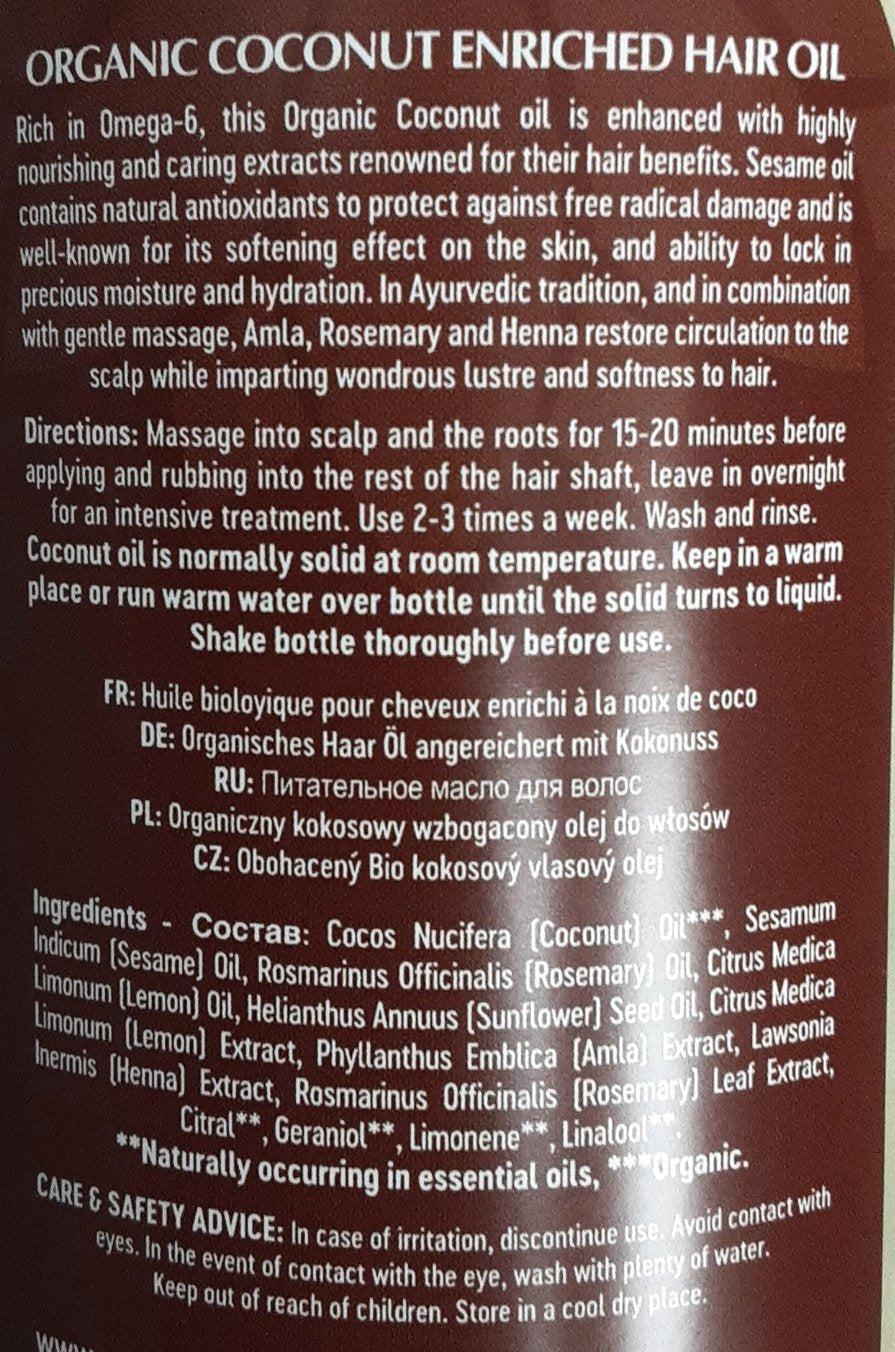 ORGANIC COCONUT ENRICHED HAIR OIL
Rich in Omega-6, this Organic Coconut oil is enhanced with highly
nourishing and caring extracts renowned for their hair benefits. Sesame oil
contains natural antioxidants to protect against free radical damage and is
well-known for its softening effect on the skin, and ability to lock in
precious moisture and hydration. In Ayurvedic tradition, and in combination
with gentle massage, Amla, Rosemary and Henna restore circulation to the
scalp while imparting wondrous lustre and softness to hair.
Directions: Massage into scalp and the roots for 15-20 minutes before
applying and rubbing into the rest of the hair shaft, leave in overnight
for an intensive treatment. Use 2-3 times a week. Wash and rinse.
Coconut oil is normally solid at room temperature. Keep in a warm
place or run warm water over bottle until the solid turns to liquid.
Shake bottle thoroughly before use.
FR: Huile bioloyique pour cheveux enrichi à la noix de coco
DE: Organisches Haar Öl angereichert mit Kokonuss
RU: Питательное масло для волос
PL: Organiczny kokosowy wzbogacony olej do włosów
CZ: Obohacený Bio kokosový vlasový olej
Ingredients - Состав: Cocos Nucifera (Coconut) Oil***, Sesamum
Indicum (Sesame) Oil, Rosmarinus Officinalis (Rosemary) Oil, Citrus Medica
Limonum (Lemon) Oil, Helianthus Annuus (Sunflower) Seed Oil, Citrus Medica
Limonum (Lemon) Extract, Phyllanthus Emblica (Amla) Extract, Lawsonia
Inermis (Henna) Extract, Rosmarinus Officinalis (Rosemary) Leaf Extract,
Citral**, Geraniol**, Limonene**, Linalool**.
**Naturally occurring in essential oils, ***Organic.
CARE & SAFETY ADVICE: In case of irritation, discontinue use. Avoid contact with
eyes. In the event of contact with the eye, wash with plenty of water.
Keep out of reach of children. Store in a cool dry place.